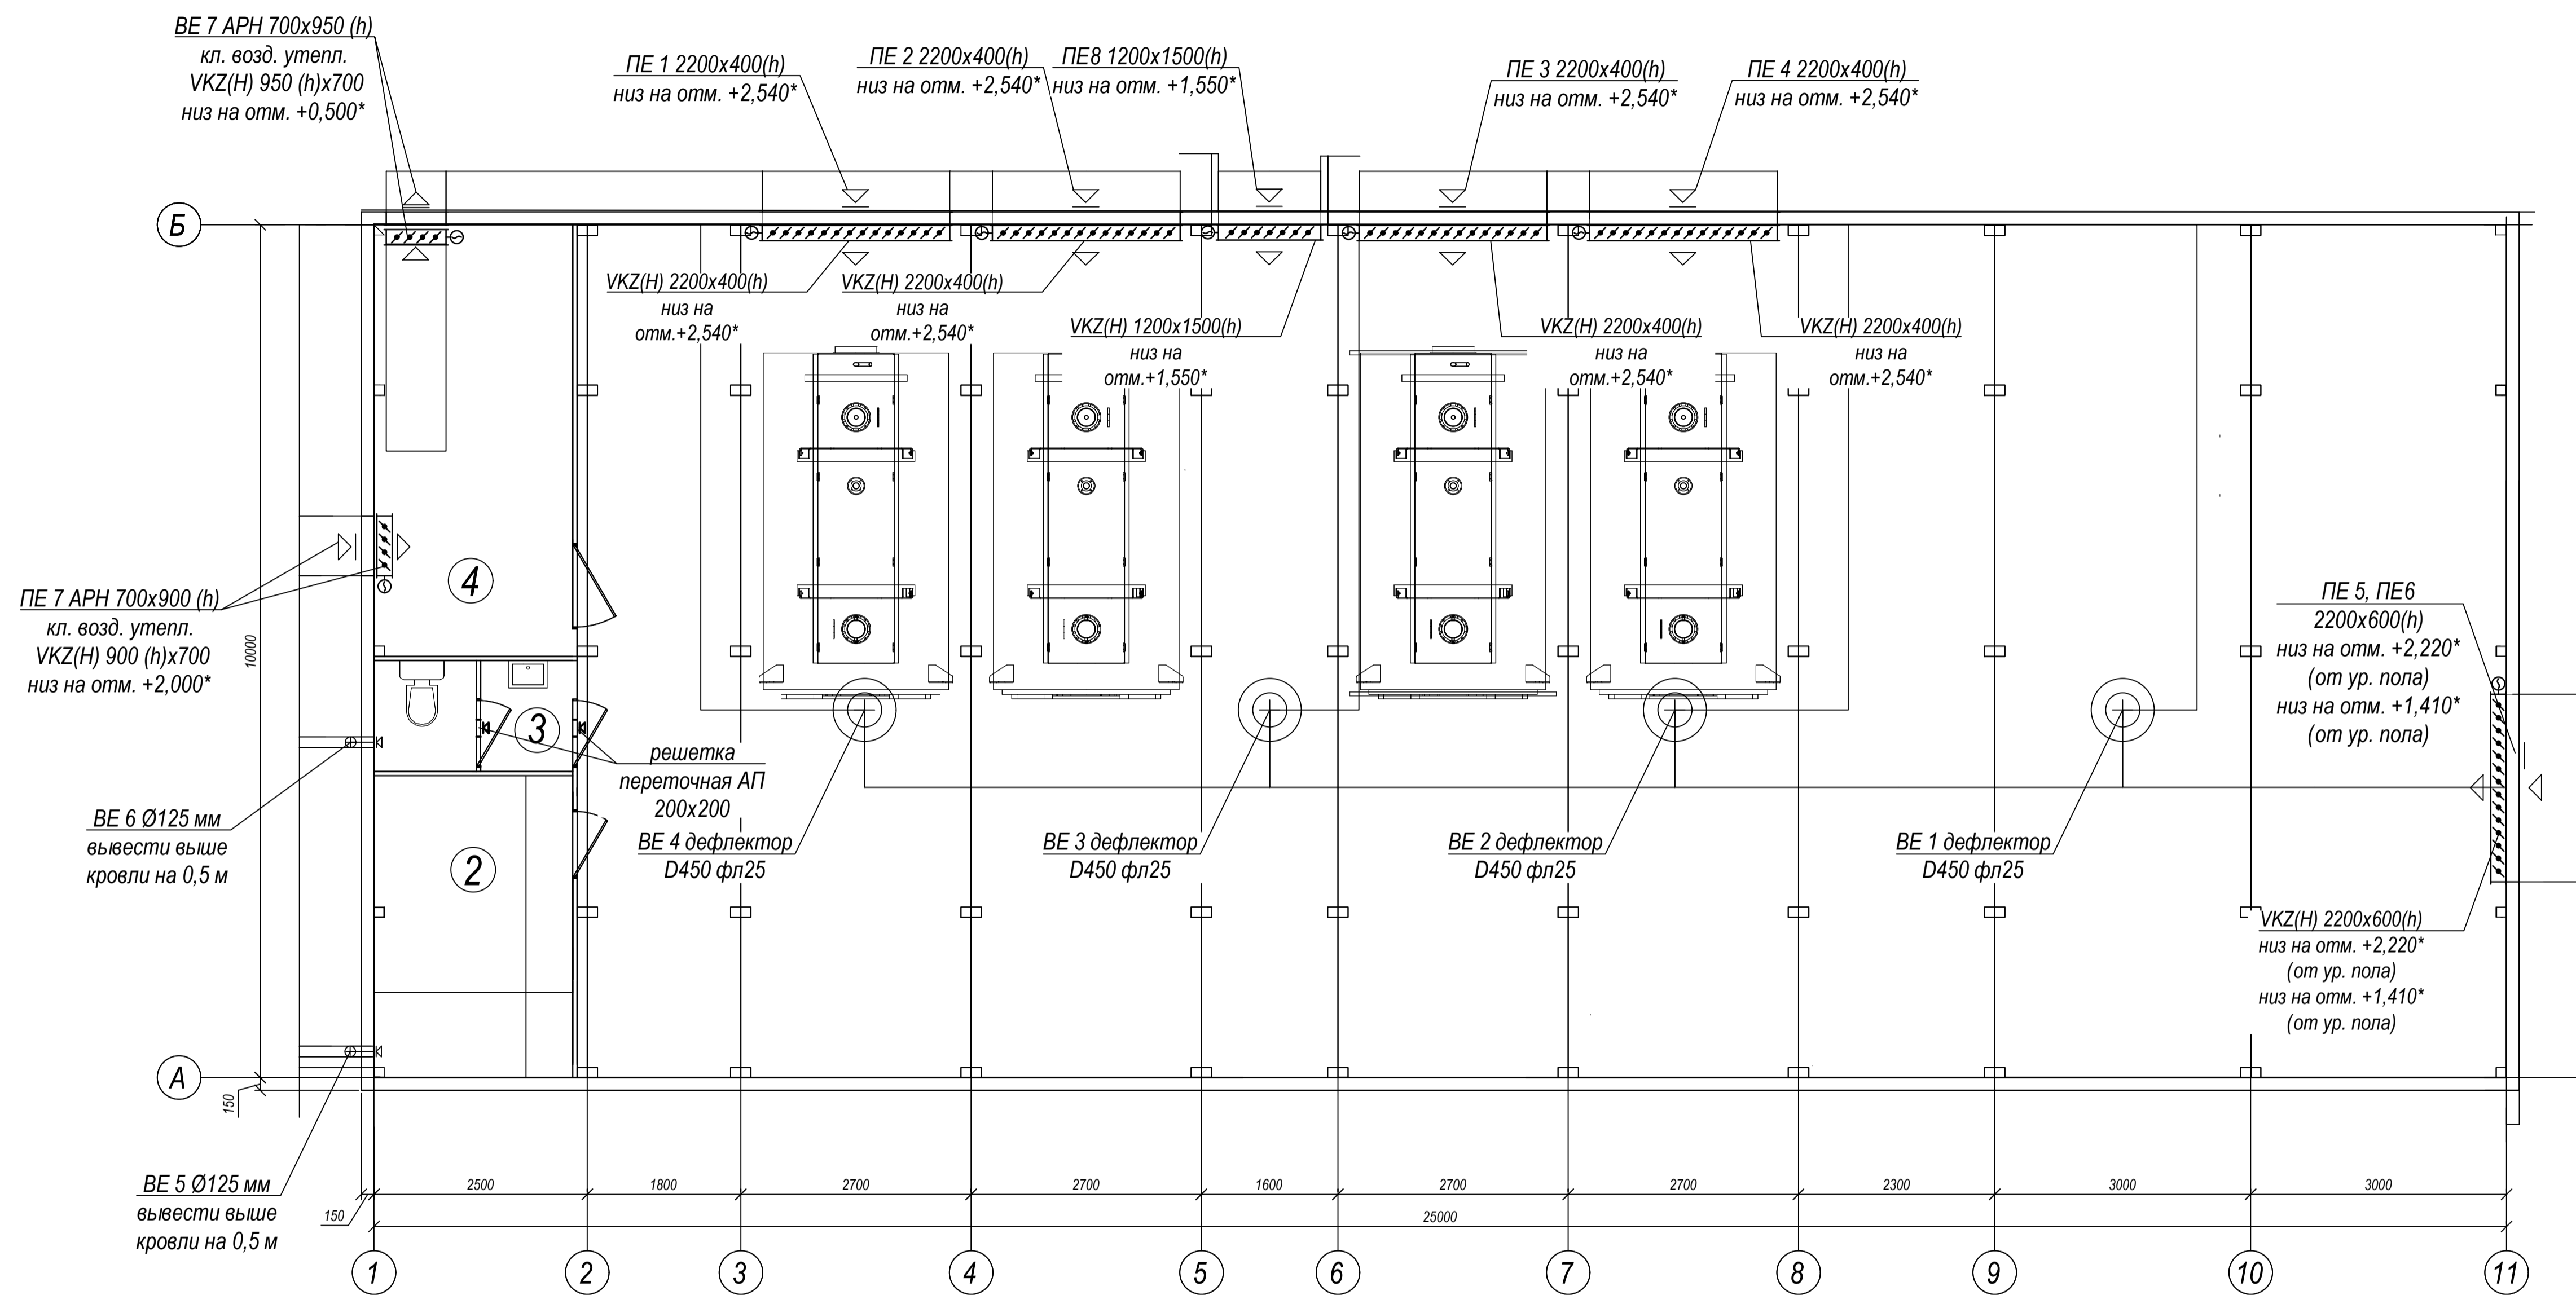 ВЕ 7 АРН 700х950 (h)
кл. возд. утепл.
VKZ(H) 950 (h)х700
низ на отм. +0,500*
ПЕ 1 2200х400(h)
низ на отм. +2,540*
ПЕ 2 2200х400(h)
низ на отм. +2,540*
ПЕ8 1200х1500(h)
низ на отм. +1,550*
ПЕ 3 2200х400(h)
низ на отм. +2,540*
ПЕ 4 2200х400(h)
низ на отм. +2,540*
Б
VKZ(H) 2200х400(h)
низ на
отм.+2,540*
VKZ(H) 2200х400(h)
низ на
отм.+2,540*
VKZ(H) 1200х1500(h)
низ на
отм.+1,550*
VKZ(H) 2200х400(h)
низ на
отм.+2,540*
VKZ(H) 2200х400(h)
низ на
отм.+2,540*
4
ПЕ 7 АРН 700х900 (h)
кл. возд. утепл.
VKZ(H) 900 (h)х700
низ на отм. +2,000*
10000
ПЕ 5, ПЕ6
2200х600(h)
низ на отм. +2,220*
(от ур. пола)
низ на отм. +1,410*
(от ур. пола)
3
решетка
переточная АП
200х200
ВЕ 6 Ø125 мм
вывести выше
кровли на 0,5 м
2
ВЕ 4 дефлектор
D450 фл25
ВЕ 3 дефлектор
D450 фл25
ВЕ 2 дефлектор
D450 фл25
ВЕ 1 дефлектор
D450 фл25
VKZ(H) 2200х600(h)
низ на отм. +2,220*
(от ур. пола)
низ на отм. +1,410*
(от ур. пола)
А
150
ВЕ 5 Ø125 мм
вывести выше
кровли на 0,5 м
150
2500
1800
2700
2700
1600
2700
2700
2300
3000
3000
25000
1
2
3
4
5
6
7
8
9
10
11